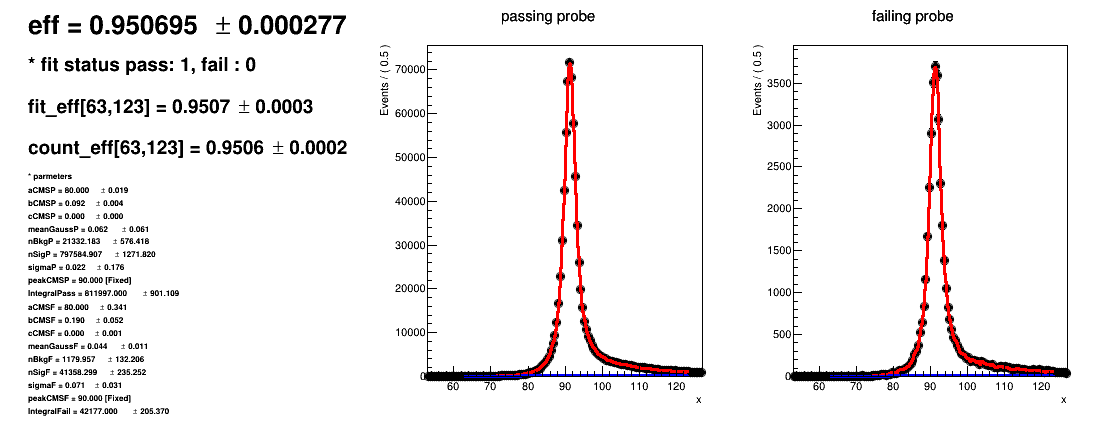 eff = 0.950695 ± 0.000277
* fit status pass: 1, fail : 0
fit_eff[63,123] = 0.9507 ± 0.0003
count_eff[63,123] = 0.9506 ± 0.0002
* parmeters
aCMSP = 80.000 ± 0.019
bCMSP = 0.092 ± 0.004
cCMSP = 0.000 ± 0.000
meanGaussP = 0.062 ± 0.061
nBkgP = 21332.183 ± 576.418
nSigP = 797584.907 ± 1271.820
sigmaP = 0.022 ± 0.176
peakCMSP = 90.000 [Fixed]
IntegralPass = 811997.000 ± 901.109
aCMSF = 80.000 ± 0.341
bCMSF = 0.190 ± 0.052
cCMSF = 0.000 ± 0.001
meanGaussF = 0.044 ± 0.011
nBkgF = 1179.957 ± 132.206
nSigF = 41358.299 ± 235.252
sigmaF = 0.071 ± 0.031
peakCMSF = 90.000 [Fixed]
IntegralFail = 42177.000 ± 205.370
passing probe
Events / ( 0.5 )
70000
60000
50000
40000
30000
20000
10000
0
60 70 80 90 100 110 120
x
failing probe
Events / ( 0.5 )
3500
3000
2500
2000
1500
1000
500
0
60 70 80 90 100 110 120
x